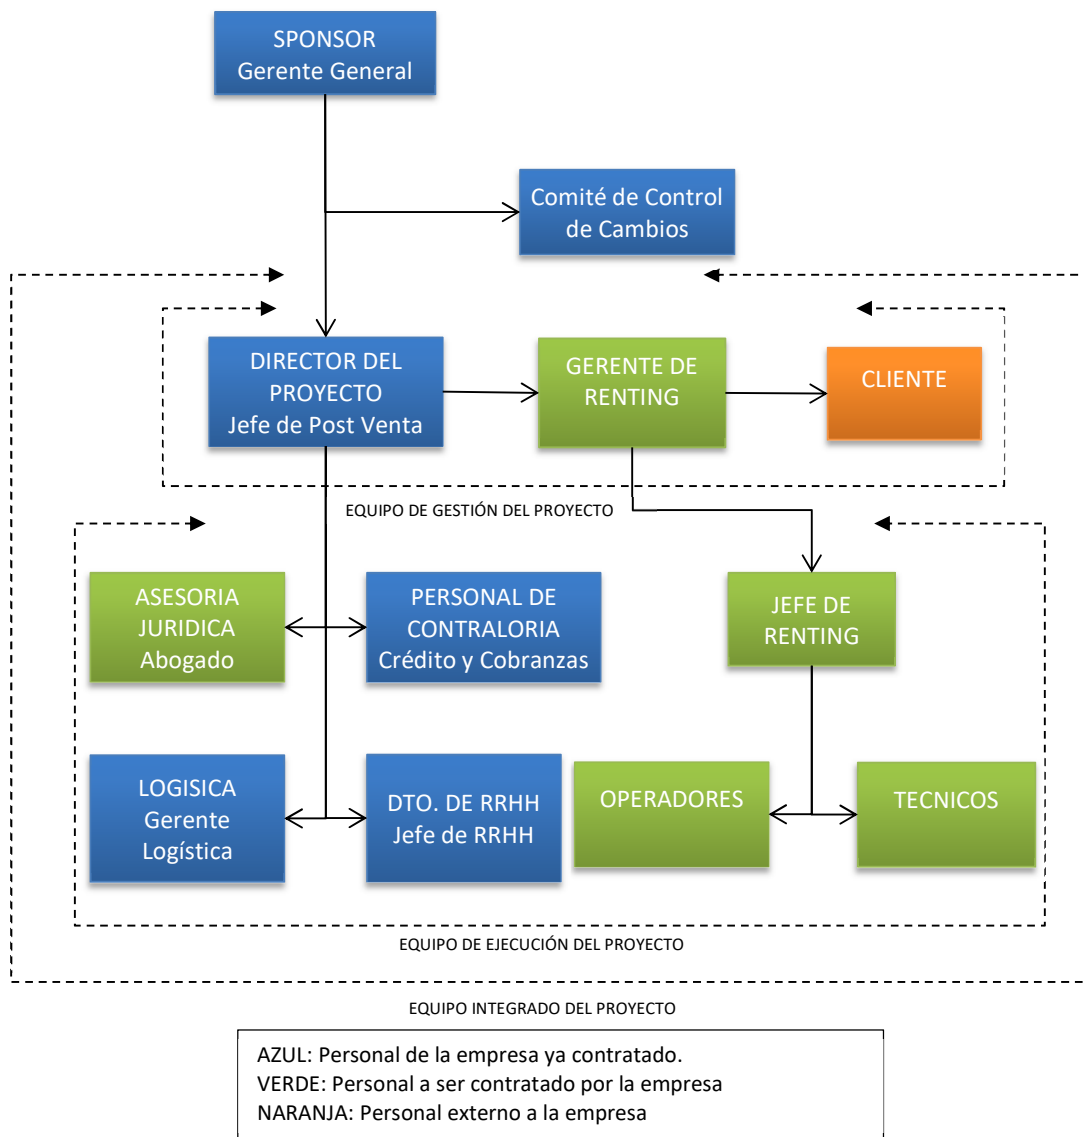 SPONSOR
Gerente General
Comité de Control
de Cambios
DIRECTOR DEL
PROYECTO
Jefe de Post Venta
GERENTE DE
RENTING
CLIENTE
EQUIPO DE GESTIÓN DEL PROYECTO
ASESORIA
JURIDICA
Abogado
PERSONAL DE
CONTRALORIA
Crédito y Cobranzas
JEFE DE
RENTING
LOGISICA
Gerente
Logística
DTO. DE RRHH
Jefe de RRHH
OPERADORES
TECNICOS
EQUIPO DE EJECUCIÓN DEL PROYECTO
EQUIPO INTEGRADO DEL PROYECTO
AZUL: Personal de la empresa ya contratado.
VERDE: Personal a ser contratado por la empresa
NARANJA: Personal externo a la empresa